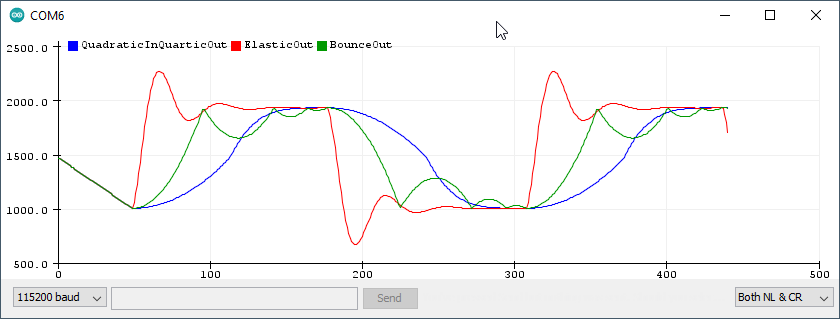 COM6
QuadraticInQuarticOut ElasticOut BounceOut
2500.0
2000.0
1500.0
1000.0
500.0
0 100 200 300 400 500
115200 baud Send Both NL & CR